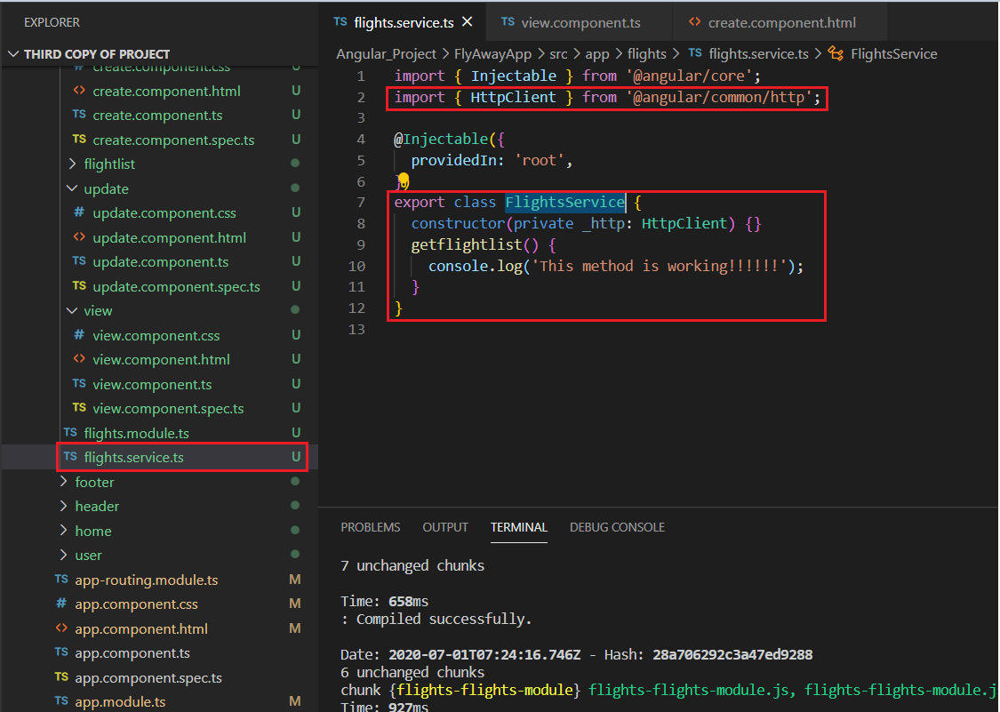 EXPLORER
THIRD COPY OF PROJECT
# create.component.css U
<> create.component.html U
TS create.component.ts U
TS create.component.spec.ts U
flightlist
update
# update.component.css U
<> update.component.html U
TS update.component.ts U
TS update.component.spec.ts U
view
# view.component.css U
<> view.component.html U
TS view.component.ts U
TS view.component.spec.ts U
TS flights.module.ts U
TS flights.service.ts U
footer
header
home
user
TS app-routing.module.ts M
# app.component.css M
<> app.component.html M
TS app.component.ts
TS app.component.spec.ts
TS app.module.ts M
TS flights.service.ts × TS view.component.ts <> create.component.html
Angular_Project > FlyAwayApp > src > app > flights > TS flights.service.ts > FlightsService
1 import { Injectable } from '@angular/core';
2 import { HttpClient } from '@angular/common/http';
3
4 @Injectable({
5 providedIn: 'root',
6 })
7 export class FlightsService {
8 constructor(private _http: HttpClient) {}
9 getflightlist() {
10 console.log('This method is working!!!!!!');
11 }
12 }
13
PROBLEMS OUTPUT TERMINAL DEBUG CONSOLE
7 unchanged chunks
Time: 658ms
: Compiled successfully.
Date: 2020-07-01T07:24:16.746Z - Hash: 28a706292c3a47ed9288
6 unchanged chunks
chunk {flights-flights-module} flights-flights-module.js, flights-flights-module.j
Time: 927ms